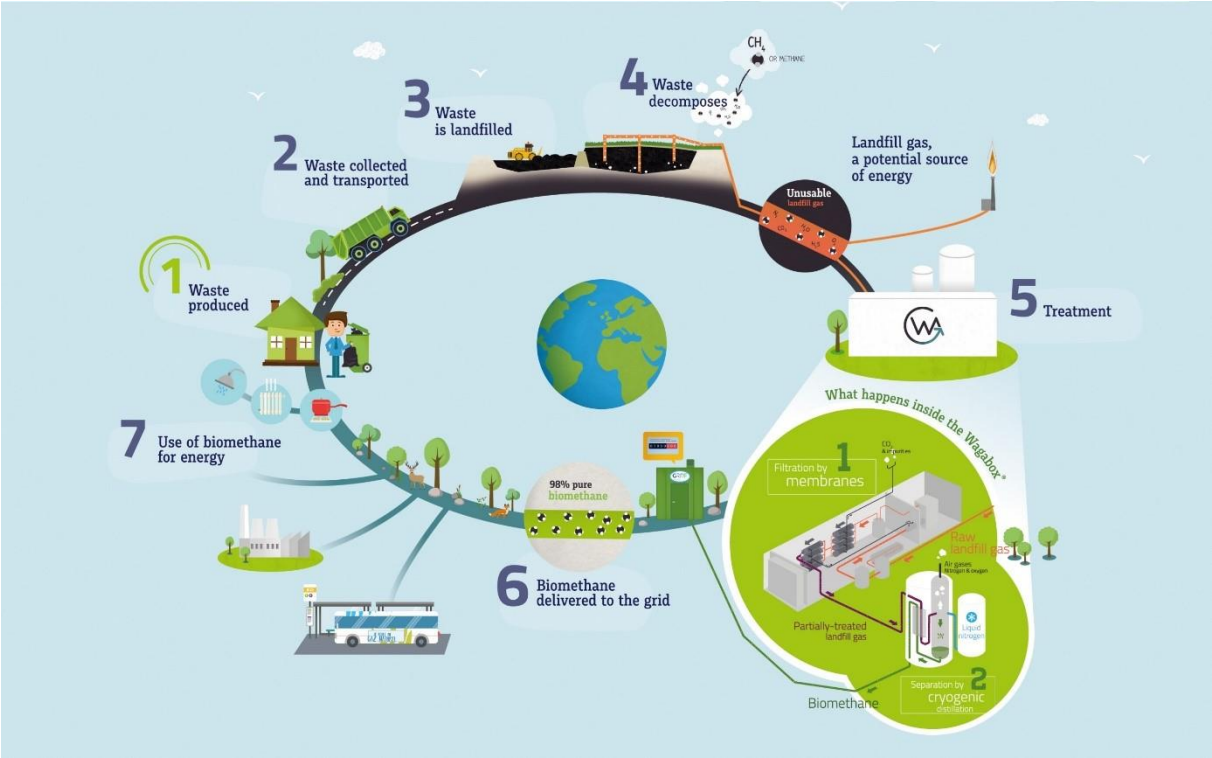 1
Waste
produced
2
Waste collected
and transported
3
Waste
is landfilled
4
Waste
decomposes
CH4
OR METHANE
Landfill gas,
a potential source
of energy
Unusable
landfill gas
5
Treatment
WA
What happens inside the Wagabox®
1
Filtration by
membranes
CO2
& impurities
Raw
landfill gas
Air gases
Nitrogen & oxygen
Liquid
nitrogen
Partially-treated
landfill gas
2
Separation by
cryogenic
distillation
Biomethane
6
Biomethane
delivered to the grid
98% pure
biomethane
7
Use of biomethane
for energy